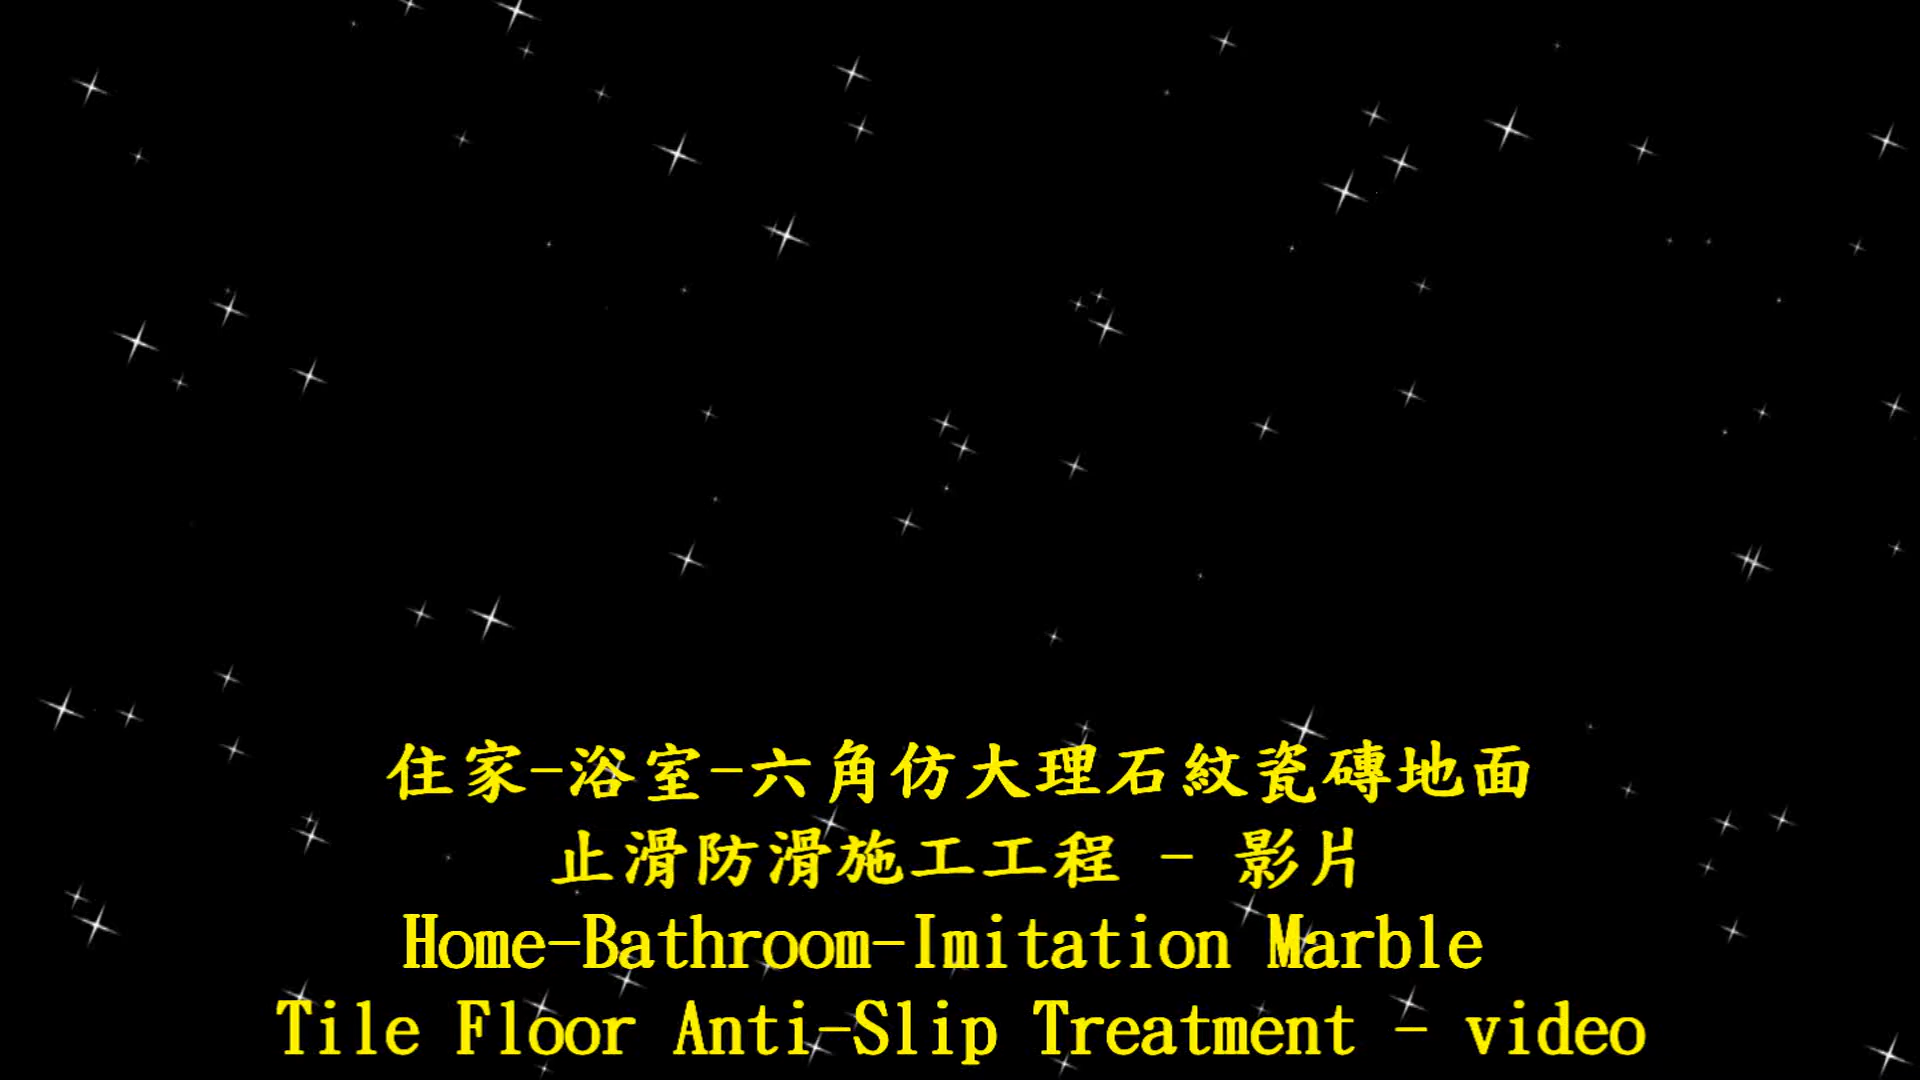 住家-浴室-六角仿大理石紋瓷磚地面
止滑防滑施工工程 - 影片
Home-Bathroom-Imitation Marble
Tile Floor Anti-Slip Treatment - video